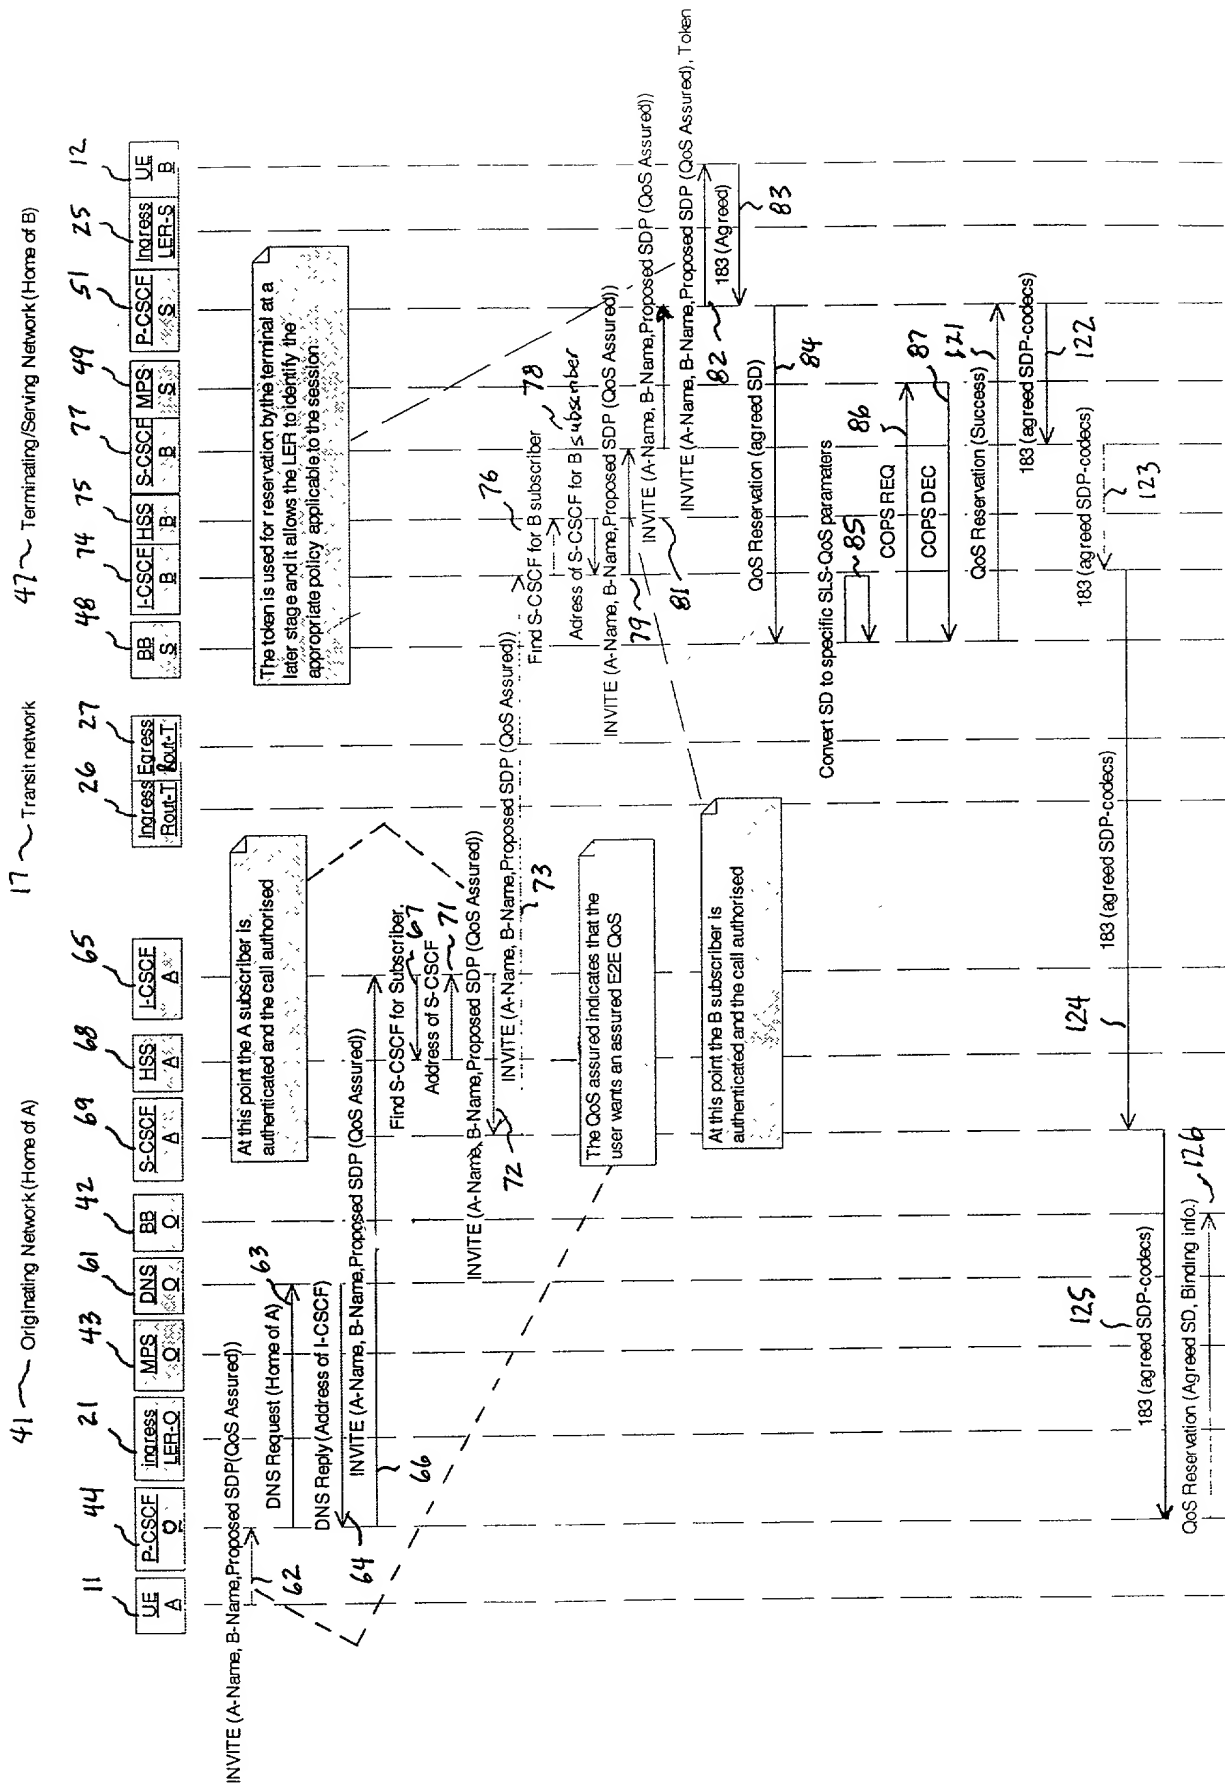 41 Originating Network (Home of A)
17 Transit network
47 Terminating/Serving Network (Home of B)
11
44
21
43
61
42
69
68
65
26
27
48
74
75
77
49
51
25
12
UE
A
P-CSCF
O
ingress
LER-O
MPS
O
DNS
O
BB
O
S-CSCF
A
HSS
A
I-CSCF
A
Ingress
Rout-T
Egress
Rout-T
BB
S
I-CSCF
B
HSS
B
S-CSCF
B
MPS
S
P-CSCF
S
Ingress
LER-S
UE
B
INVITE (A-Name, B-Name,Proposed SDP(QoS Assured))
62
DNS Request (Home of A)
63
DNS Reply (Address of I-CSCF)
64
INVITE (A-Name, B-Name,Proposed SDP (QoS Assured))
66
At this point the A subscriber is
authenticated and the call authorised
The token is used for reservation by the terminal at a
later stage and it allows the LER to identify the
appropriate policy applicable to the session
Find S-CSCF for Subscriber,
67
Address of S-CSCF
71
INVITE (A-Name, B-Name,Proposed SDP (QoS Assured))
72
INVITE (A-Name, B-Name,Proposed SDP (QoS Assured))
73
Find S-CSCF for B subscriber
76
Adress of S-CSCF for B subscriber
78
INVITE (A-Name, B-Name,Proposed SDP (QoS Assured))
79
INVITE (A-Name, B-Name,Proposed SDP (QoS Assured))
81
INVITE (A-Name, B-Name,Proposed SDP (QoS Assured), Token
82
183 (Agreed)
83
The QoS assured indicates that the
user wants an assured E2E QoS
At this point the B subscriber is
authenticated and the call authorised
QoS Reservation (agreed SD)
84
Convert SD to specific SLS-QoS paramaters
85
COPS REQ
86
COPS DEC
87
QoS Reservation (Success)
121
183 (agreed SDP-codecs)
122
183 (agreed SDP-codecs)
123
183 (agreed SDP-codecs)
124
183 (agreed SDP-codecs)
125
QoS Reservation (Agreed SD, Binding info.)
126